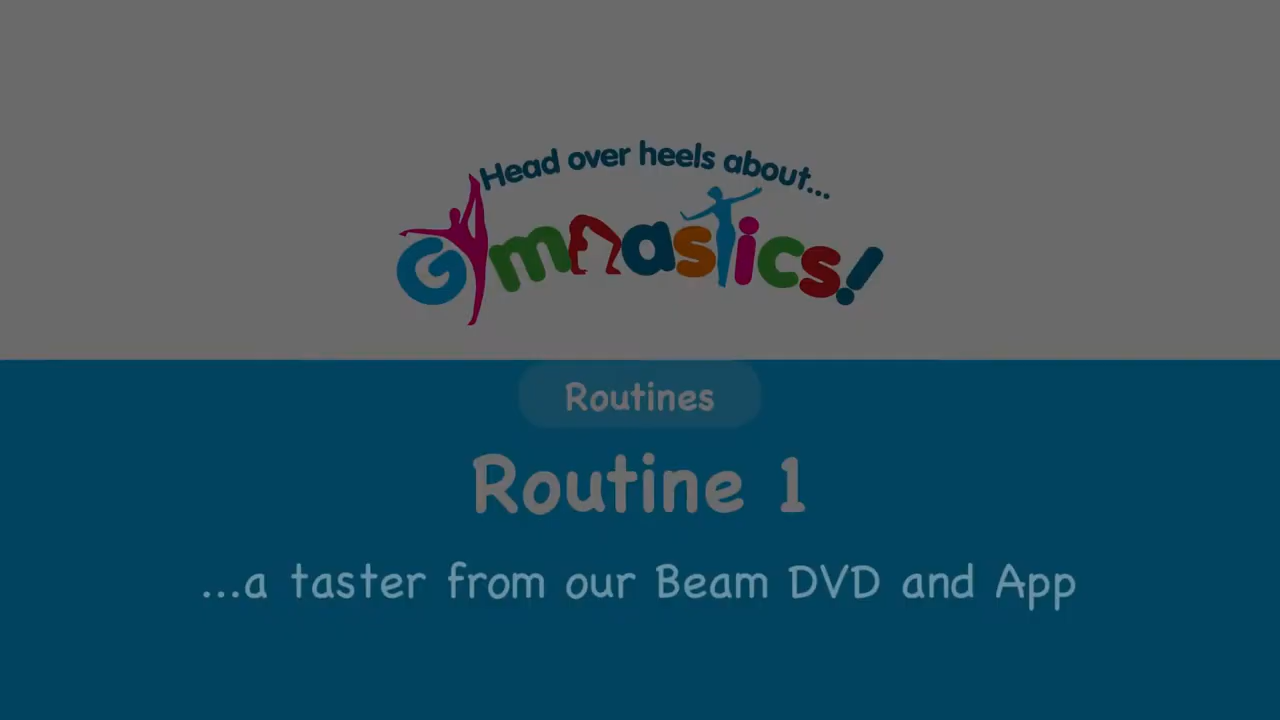 Head over heels about...
Gymnastics!
Routines
Routine 1
...a taster from our Beam DVD and App